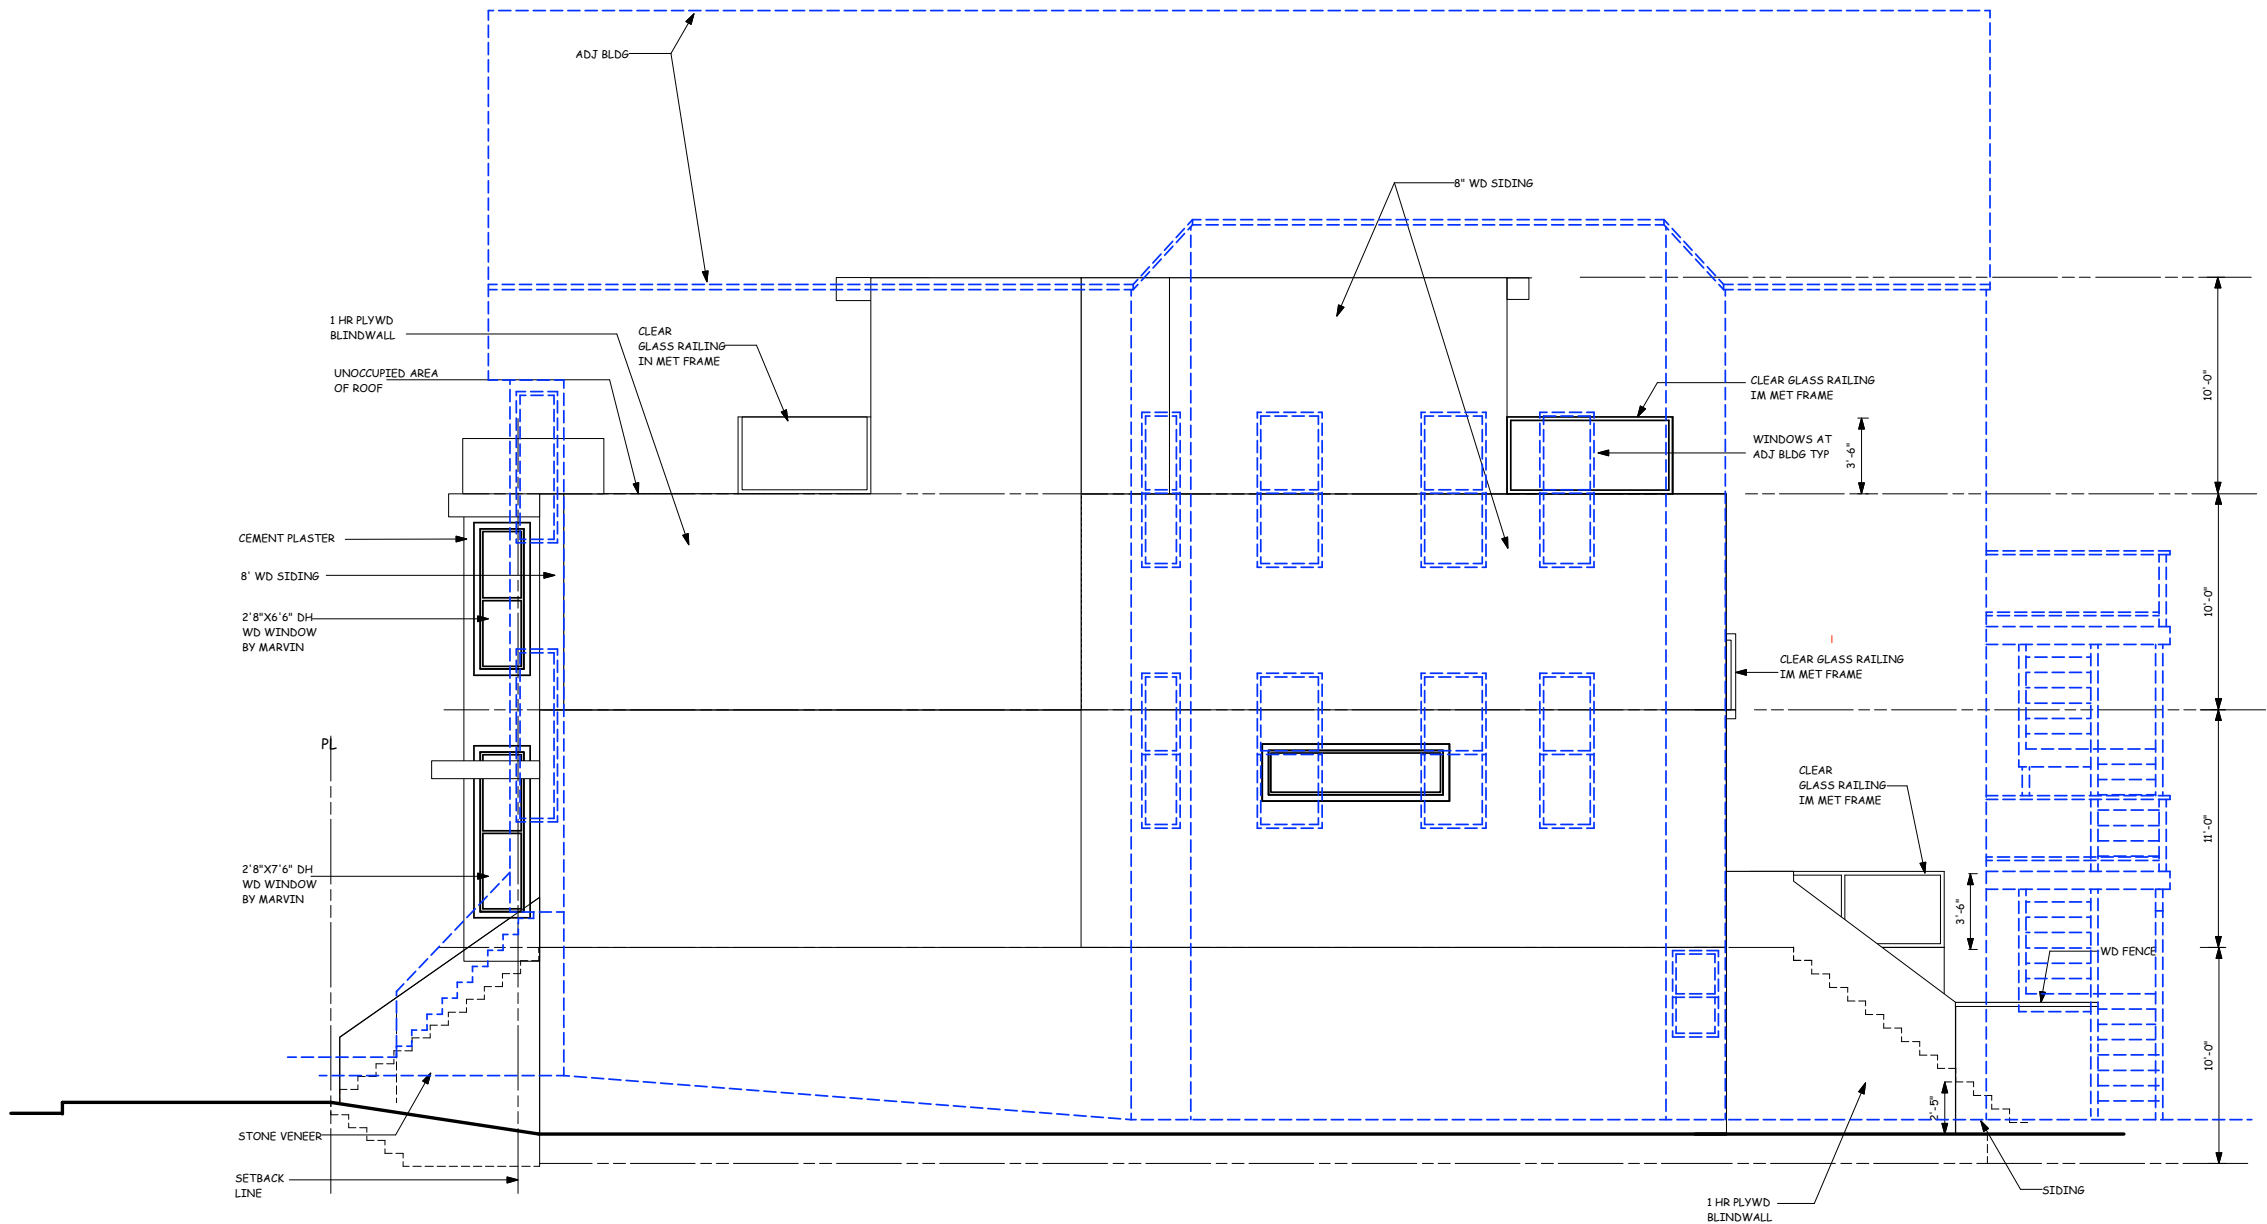 ADJ BLDG
8" WD SIDING
1 HR PLYWD
BLINDWALL
CLEAR
GLASS RAILING
IN MET FRAME
UNOCCUPIED AREA
OF ROOF
CLEAR GLASS RAILING
IM MET FRAME
10'-0"
WINDOWS AT
ADJ BLDG TYP
3'-6"
CEMENT PLASTER
8' WD SIDING
2'8"X6'6" DH
WD WINDOW
BY MARVIN
10'-0"
CLEAR GLASS RAILING
IM MET FRAME
PL
CLEAR
GLASS RAILING
IM MET FRAME
11'-0"
2'8"X7'6" DH
WD WINDOW
BY MARVIN
3'-6"
WD FENCE
10'-0"
2'-5"
STONE VENEER
SETBACK
LINE
1 HR PLYWD
BLINDWALL
SIDING